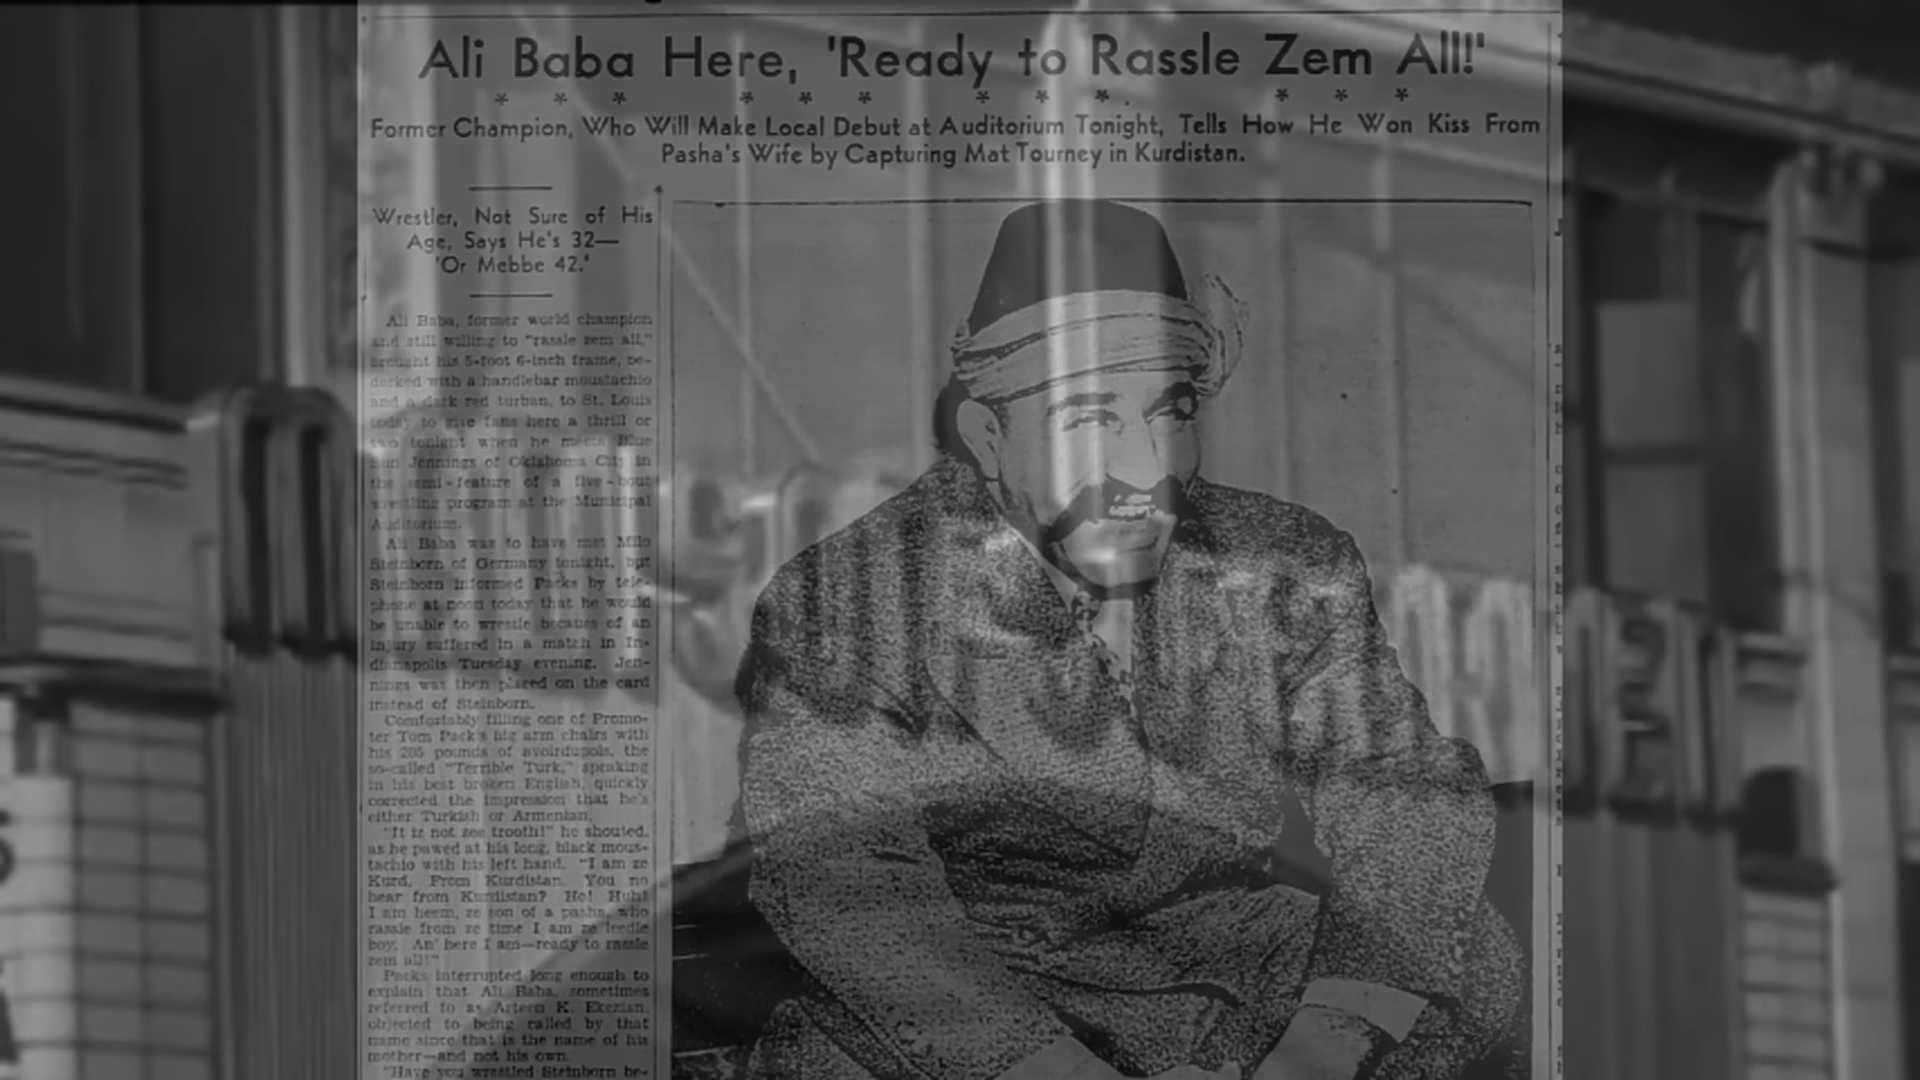 Ali Baba Here, 'Ready to Rassle Zem All!'
Former Champion, Who Will Make Local Debut at Auditorium Tonight, Tells How He Won Kiss From
Pasha's Wife by Capturing Mat Tourney in Kurdistan.
Wrestler, Not Sure of His
Age, Says He's 32—
'Or Mebbe 42.'
Ali Baba, former world champion
and still willing to "rassle zem all,"
brought his 5-foot 6-inch frame, be-
decked with a handlebar moustachio
and a dark red turban, to St. Louis
today to give fans here a thrill or
two tonight when he meets Blue
Sun Jennings of Oklahoma City in
the semi-feature of a five-bout
wrestling program at the Municipal
Auditorium.
Ali Baba was to have met Milo
Steinborn of Germany tonight, but
Steinborn informed Packs by tele-
phone at noon today that he would
be unable to wrestle because of an
injury suffered in a match in In-
dianapolis Tuesday evening. Jen-
nings was then placed on the card
instead of Steinborn.
Comfortably filling one of Promo-
ter Tom Pack's big arm chairs with
his 205 pounds of avoirdupois, the
so-called "Terrible Turk," speaking
in his best broken English, quickly
corrected the impression that he's
either Turkish or Armenian.
"It is not zee trooth!" he shouted,
as he pawed at his long, black mous-
tachio with his left hand. "I am ze
Kurd. From Kurdistan. You no
hear from Kurdistan? Ho! Huh!
I am heem, ze son of a pasha, who
rassle from ze time I am ze leedle
boy. An' here I am—ready to rassle
zem all!"
Packs interrupted long enough to
explain that Ali Baba, sometimes
referred to as Artem K. Ekezian,
objected to being called by that
name since that is the name of his
mother—and not his own.
"Have you wrestled Steinborn be-